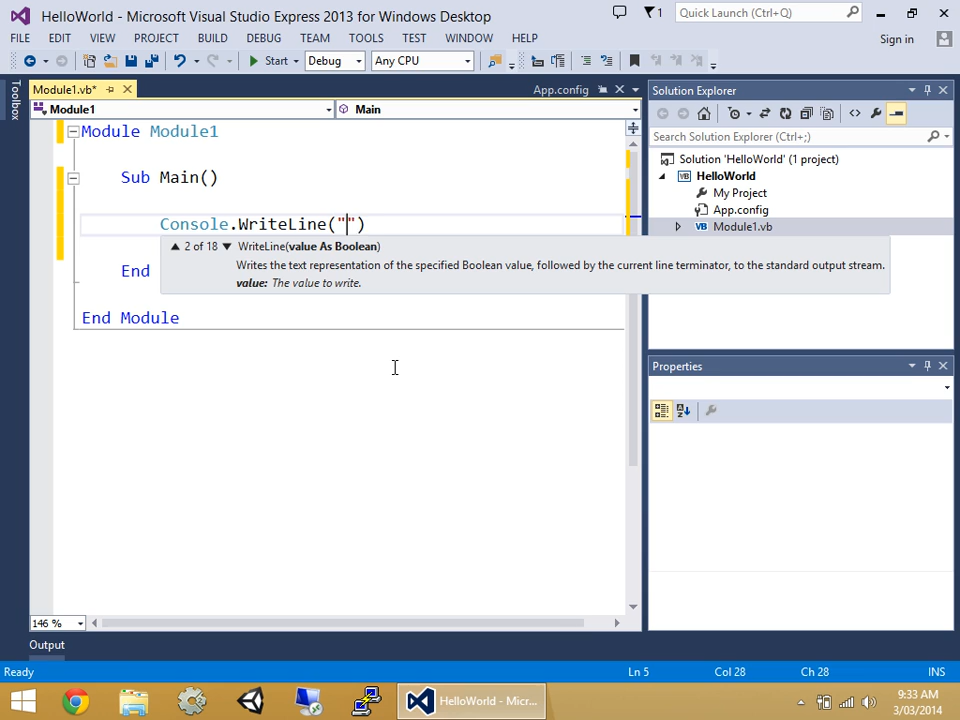 HelloWorld - Microsoft Visual Studio Express 2013 for Windows Desktop
1
Quick Launch (Ctrl+Q)
FILE EDIT VIEW PROJECT BUILD DEBUG TEAM TOOLS TEST WINDOW HELP
Sign in
Start Debug Any CPU
Toolbox
Module1.vb*
App.config
Solution Explorer
Module1
Main
Search Solution Explorer (Ctrl+;)
Module Module1
Sub Main()
Console.WriteLine("")
2 of 18 WriteLine(value As Boolean)
Writes the text representation of the specified Boolean value, followed by the current line terminator, to the standard output stream.
value: The value to write.
End
End Module
Solution 'HelloWorld' (1 project)
VB HelloWorld
My Project
App.config
VB Module1.vb
Properties
146 %
Output
Ready
Ln 5
Col 28
Ch 28
INS
HelloWorld - Micr...
9:33 AM
3/03/2014